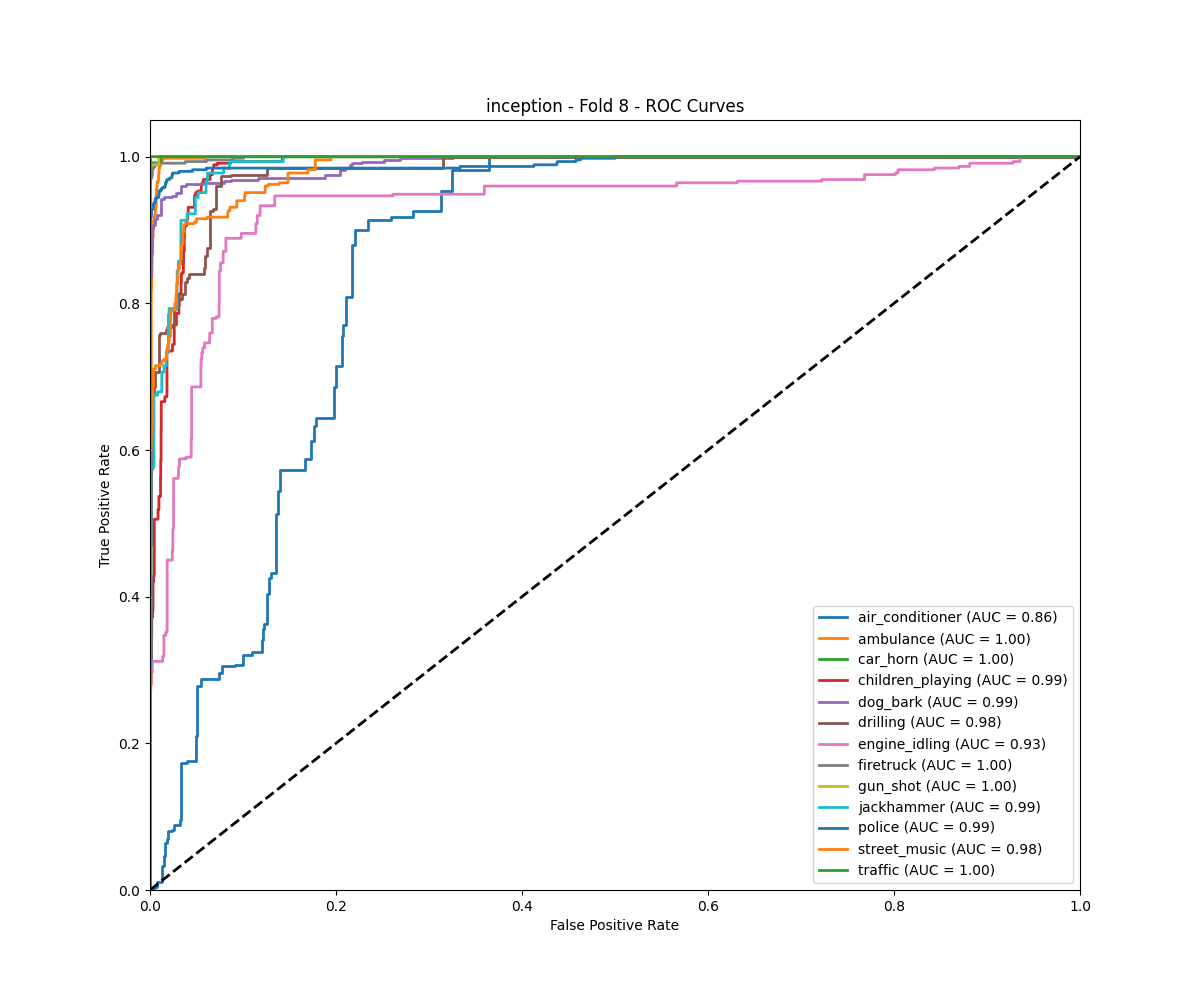 inception - Fold 8 - ROC Curves
True Positive Rate
1.0
0.8
0.6
0.4
0.2
0.0
air_conditioner (AUC = 0.86)
ambulance (AUC = 1.00)
car_horn (AUC = 1.00)
children_playing (AUC = 0.99)
dog_bark (AUC = 0.99)
drilling (AUC = 0.98)
engine_idling (AUC = 0.93)
firetruck (AUC = 1.00)
gun_shot (AUC = 1.00)
jackhammer (AUC = 0.99)
police (AUC = 0.99)
street_music (AUC = 0.98)
traffic (AUC = 1.00)
0.0 0.2 0.4 0.6 0.8 1.0
False Positive Rate